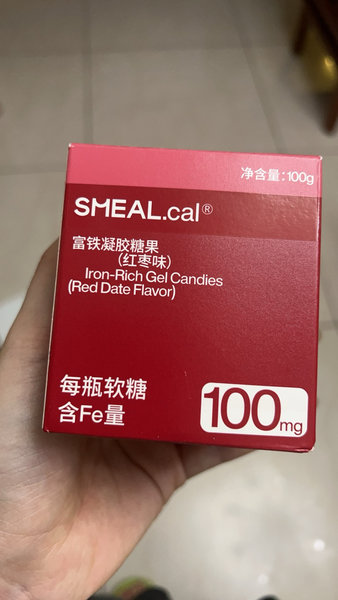 净含量:100g
SMEAL.cal®
富铁凝胶糖果
(红枣味)
Iron-Rich Gel Candies
(Red Date Flavor)
每瓶软糖
含Fe量
100mg